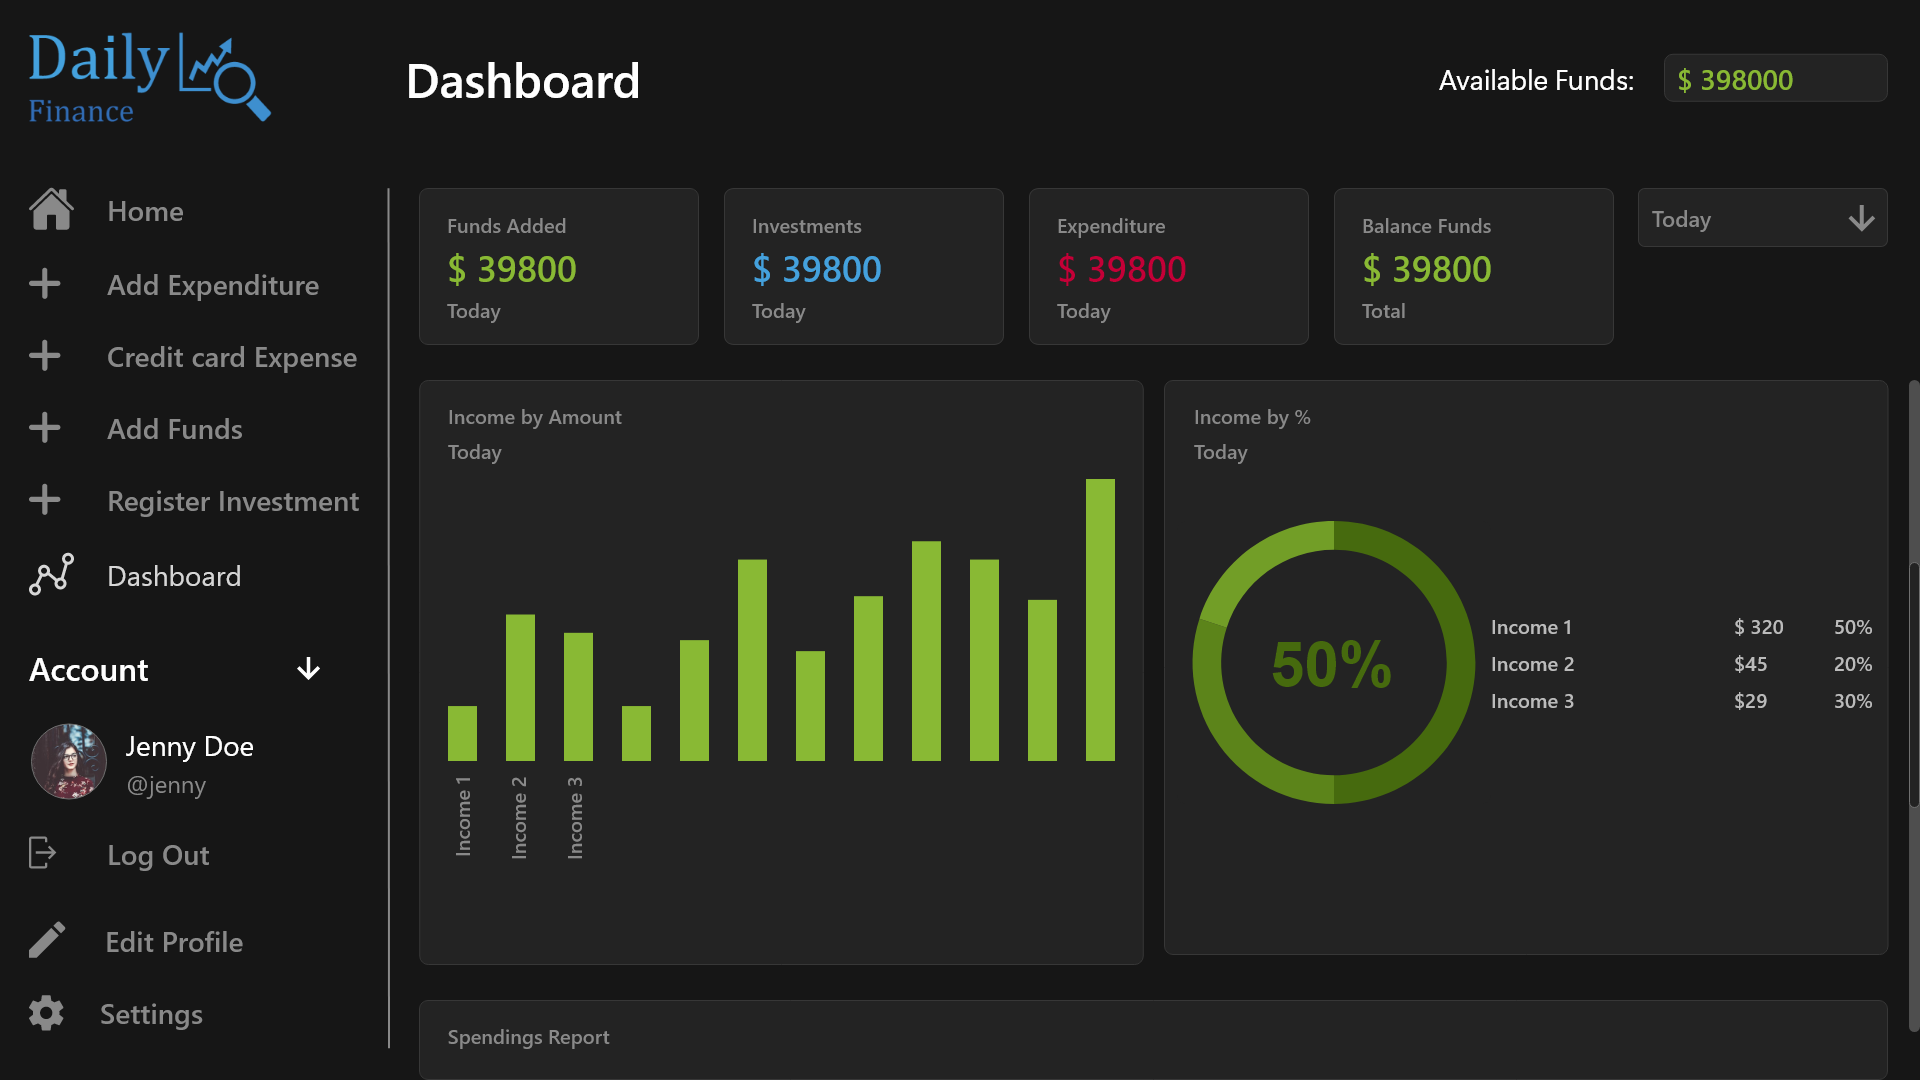 Daily
Finance
Dashboard
Available Funds:
$ 398000
Home
Add Expenditure
Credit card Expense
Add Funds
Register Investment
Dashboard
Account
Jenny Doe
@jenny
Log Out
Edit Profile
Settings
Funds Added
$ 39800
Today
Investments
$ 39800
Today
Expenditure
$ 39800
Today
Balance Funds
$ 39800
Total
Today
Income by Amount
Today
Income 1
Income 2
Income 3
Income by %
Today
50%
Income 1 $ 320 50%
Income 2 $45 20%
Income 3 $29 30%
Spendings Report